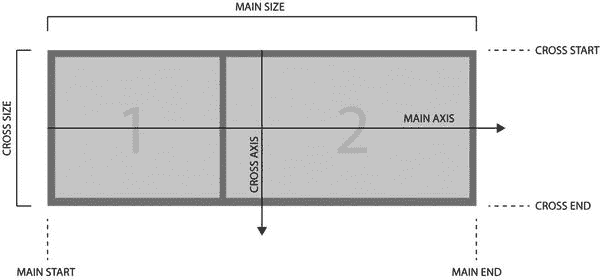 MAIN SIZE
CROSS START
CROSS SIZE
1
2
MAIN AXIS
CROSS AXIS
CROSS END
MAIN START
MAIN END